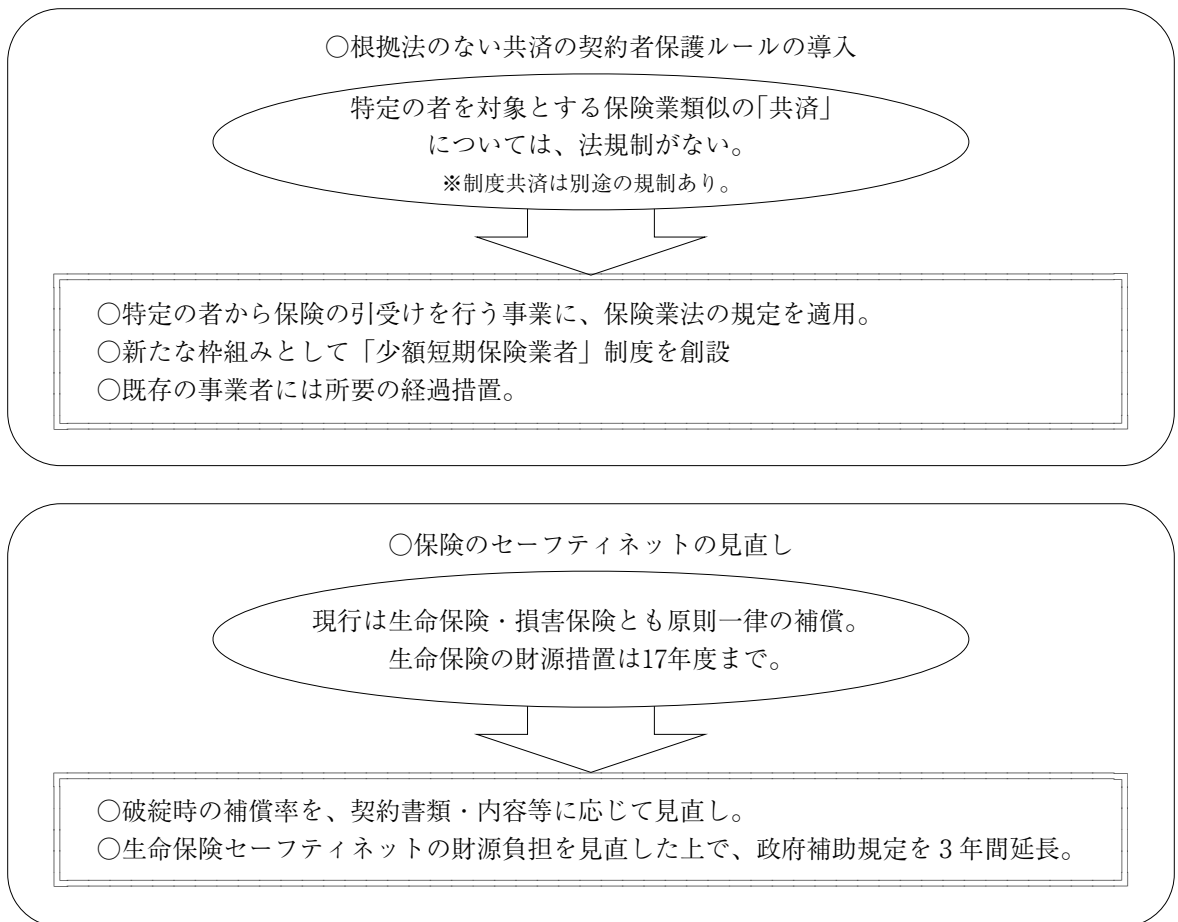 ○根拠法のない共済の契約者保護ルールの導入
特定の者を対象とする保険業類似の「共済」
については、法規制がない。
※制度共済は別途の規制あり。
○特定の者から保険の引受けを行う事業に、保険業法の規定を適用。
○新たな枠組みとして「少額短期保険業者」制度を創設
○既存の事業者には所要の経過措置。
○保険のセーフティネットの見直し
現行は生命保険・損害保険とも原則一律の補償。
生命保険の財源措置は17年度まで。
○破綻時の補償率を、契約書類・内容等に応じて見直し。
○生命保険セーフティネットの財源負担を見直した上で、政府補助規定を3年間延長。